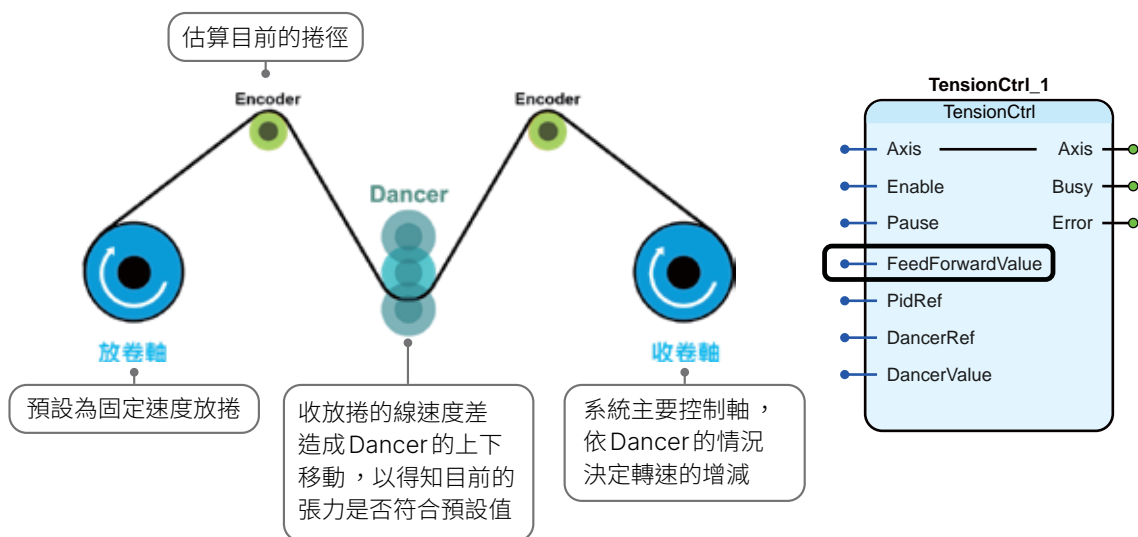 估算目前的捲徑
Encoder
Encoder
Dancer
放卷軸
收卷軸
預設為固定速度放捲
收放捲的線速度差
造成Dancer的上下
移動，以得知目前的
張力是否符合預設值
系統主要控制軸，
依Dancer的情況
決定轉速的增減
TensionCtrl_1
TensionCtrl
Axis Axis
Enable Busy
Pause Error
FeedForwardValue
PidRef
DancerRef
DancerValue